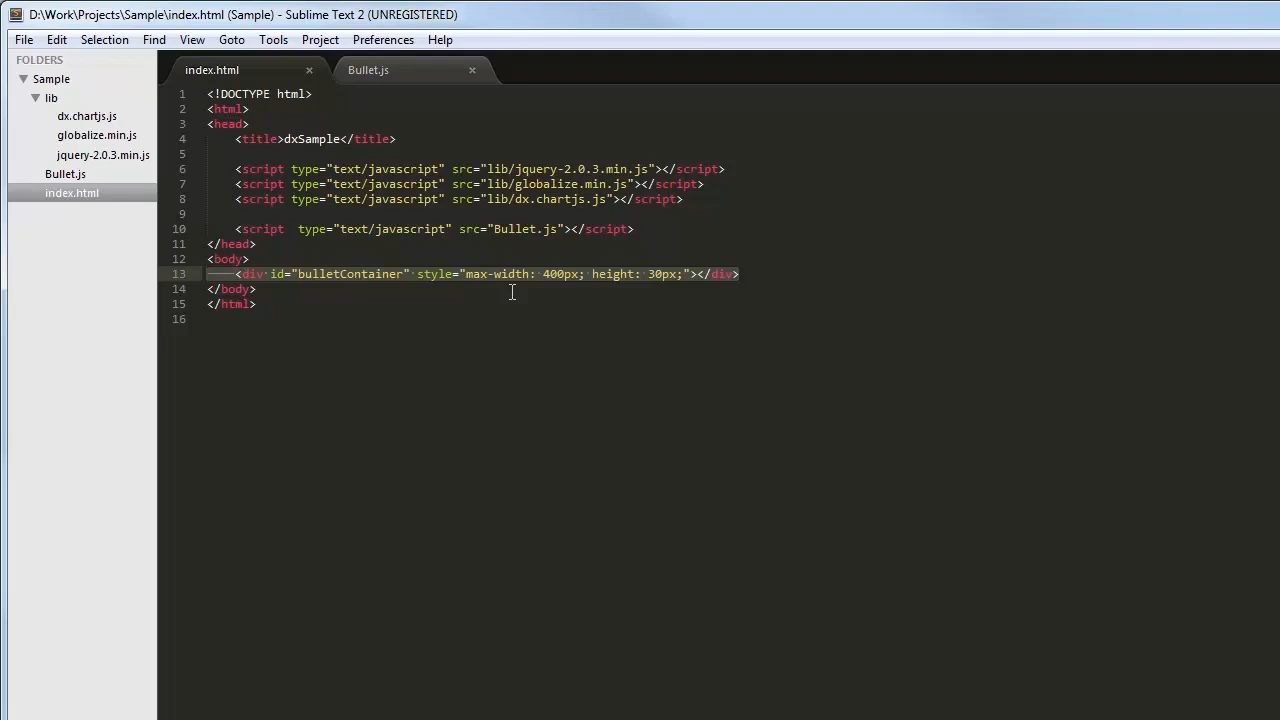 D:\Work\Projects\Sample\index.html (Sample) - Sublime Text 2 (UNREGISTERED)
File Edit Selection Find View Goto Tools Project Preferences Help
FOLDERS
Sample
lib
dx.chartjs.js
globalize.min.js
jquery-2.0.3.min.js
Bullet.js
index.html
index.html × Bullet.js ×
1 <!DOCTYPE html>
2 <html>
3 <head>
4 <title>dxSample</title>
5
6 <script type="text/javascript" src="lib/jquery-2.0.3.min.js"></script>
7 <script type="text/javascript" src="lib/globalize.min.js"></script>
8 <script type="text/javascript" src="lib/dx.chartjs.js"></script>
9
10 <script  type="text/javascript" src="Bullet.js"></script>
11 </head>
12 <body>
13 <div id="bulletContainer" style="max-width: 400px; height: 30px;"></div>
14 </body>
15 </html>
16